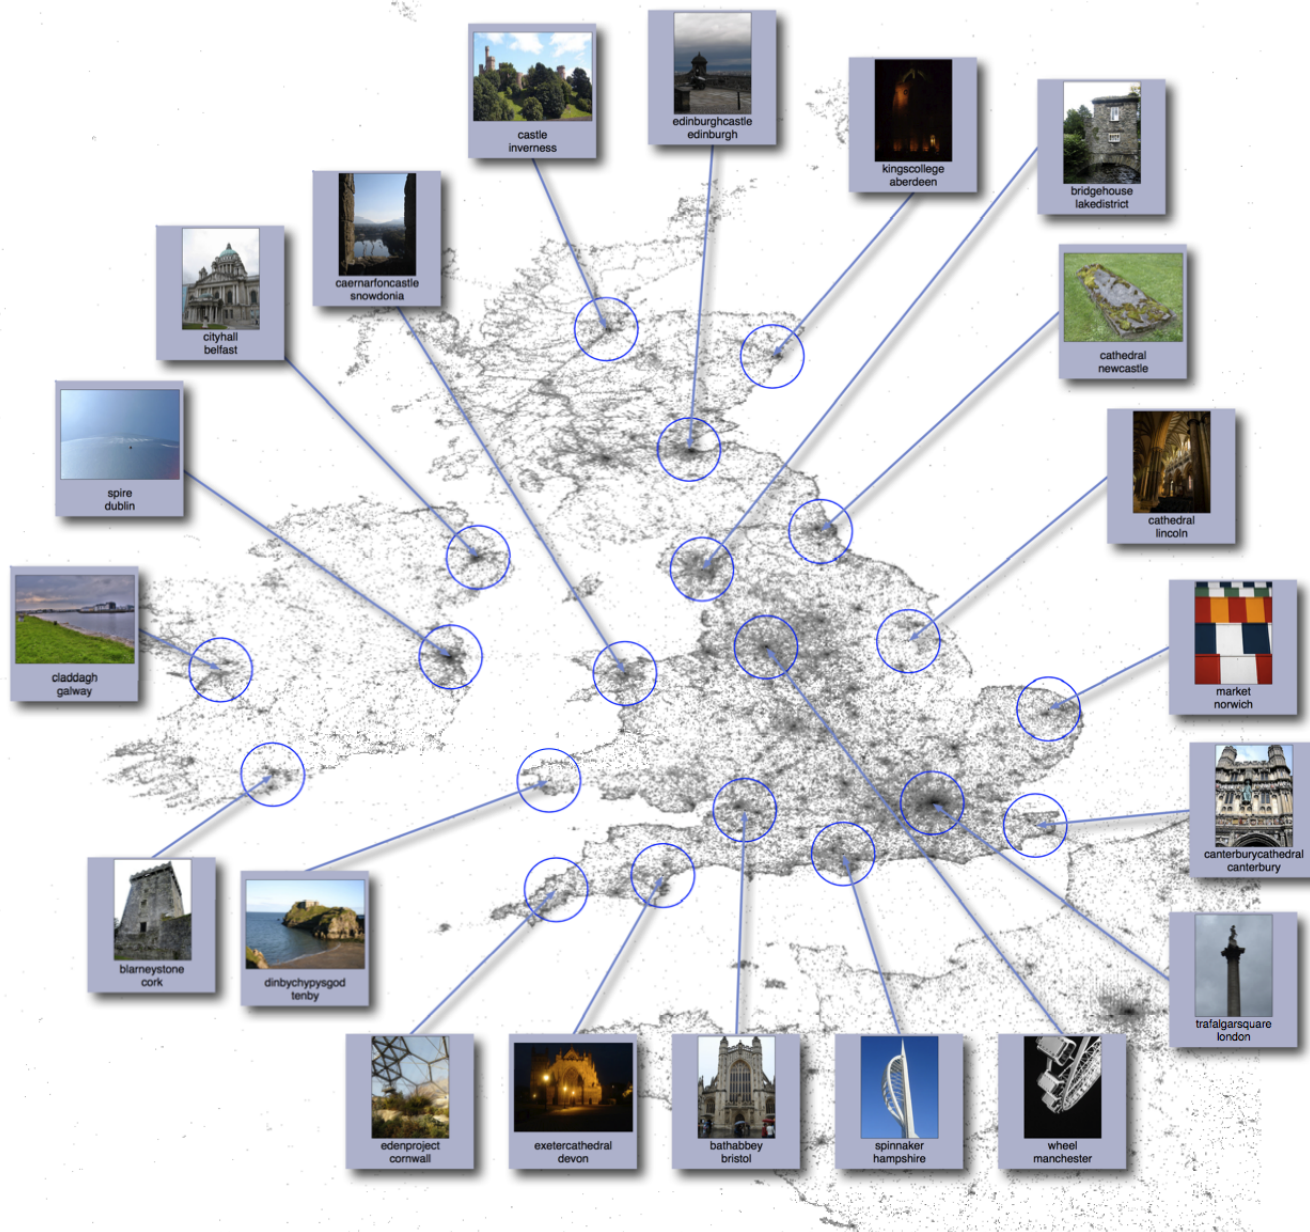 edinburghcastle
edinburgh
castle
inverness
kingscollege
aberdeen
bridgehouse
lakedistrict
caernarfoncastle
snowdonia
cityhall
belfast
cathedral
newcastle
spire
dublin
cathedral
lincoln
claddagh
galway
market
norwich
canterburycathedral
canterbury
blarneystone
cork
dinbychypysgod
tenby
trafalgarsquare
london
edenproject
cornwall
exetercathedral
devon
bathabbey
bristol
spinnaker
hampshire
wheel
manchester